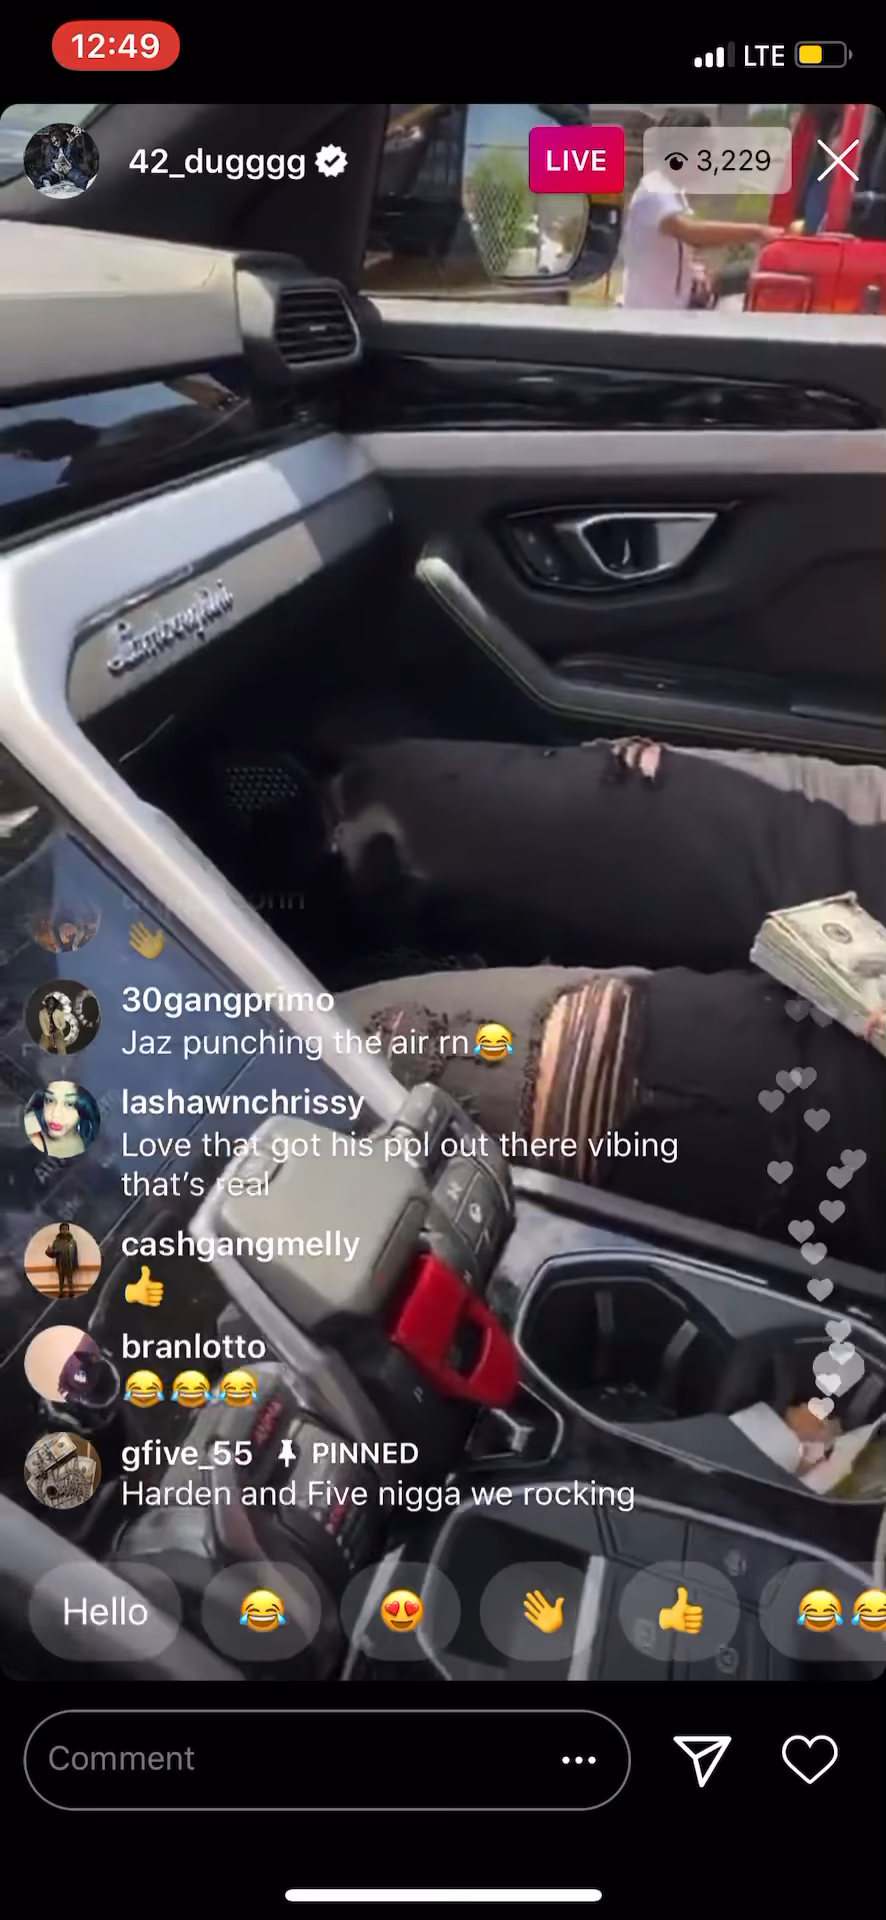 12:49
LTE
42_dugggg
LIVE
3,229
Lamborghini
👋
30gangprimo
Jaz punching the air rn😂
lashawnchrissy
Love that got his ppl out there vibing
that's real
cashgangmelly
👍
branlotto
😂😂😂
gfive_55 PINNED
Harden and Five nigga we rocking
Hello 😂 😍 👋 👍 😂😂
Comment